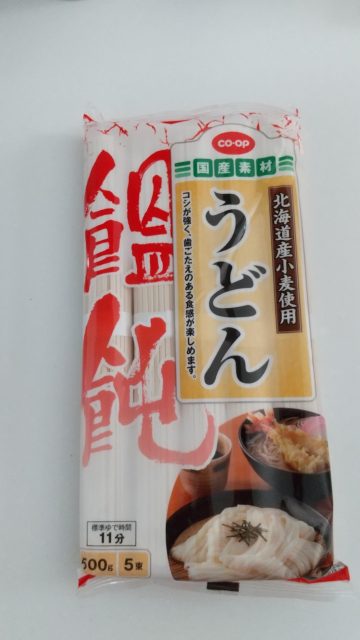 CO・OP
国産素材
北海道産小麦使用
うどん
コシが強く、歯ごたえのある食感が楽しめます。
饂飩
標準ゆで時間
11分
500g 5束